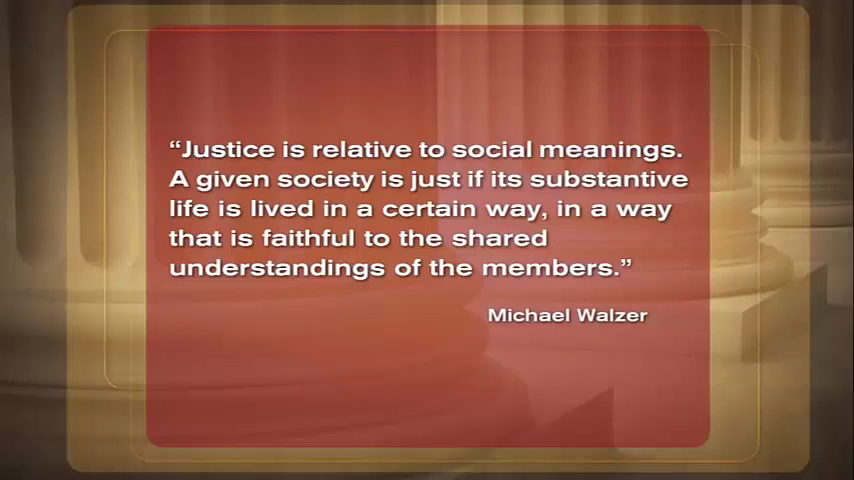 “Justice is relative to social meanings.
A given society is just if its substantive
life is lived in a certain way, in a way
that is faithful to the shared
understandings of the members.”
Michael Walzer